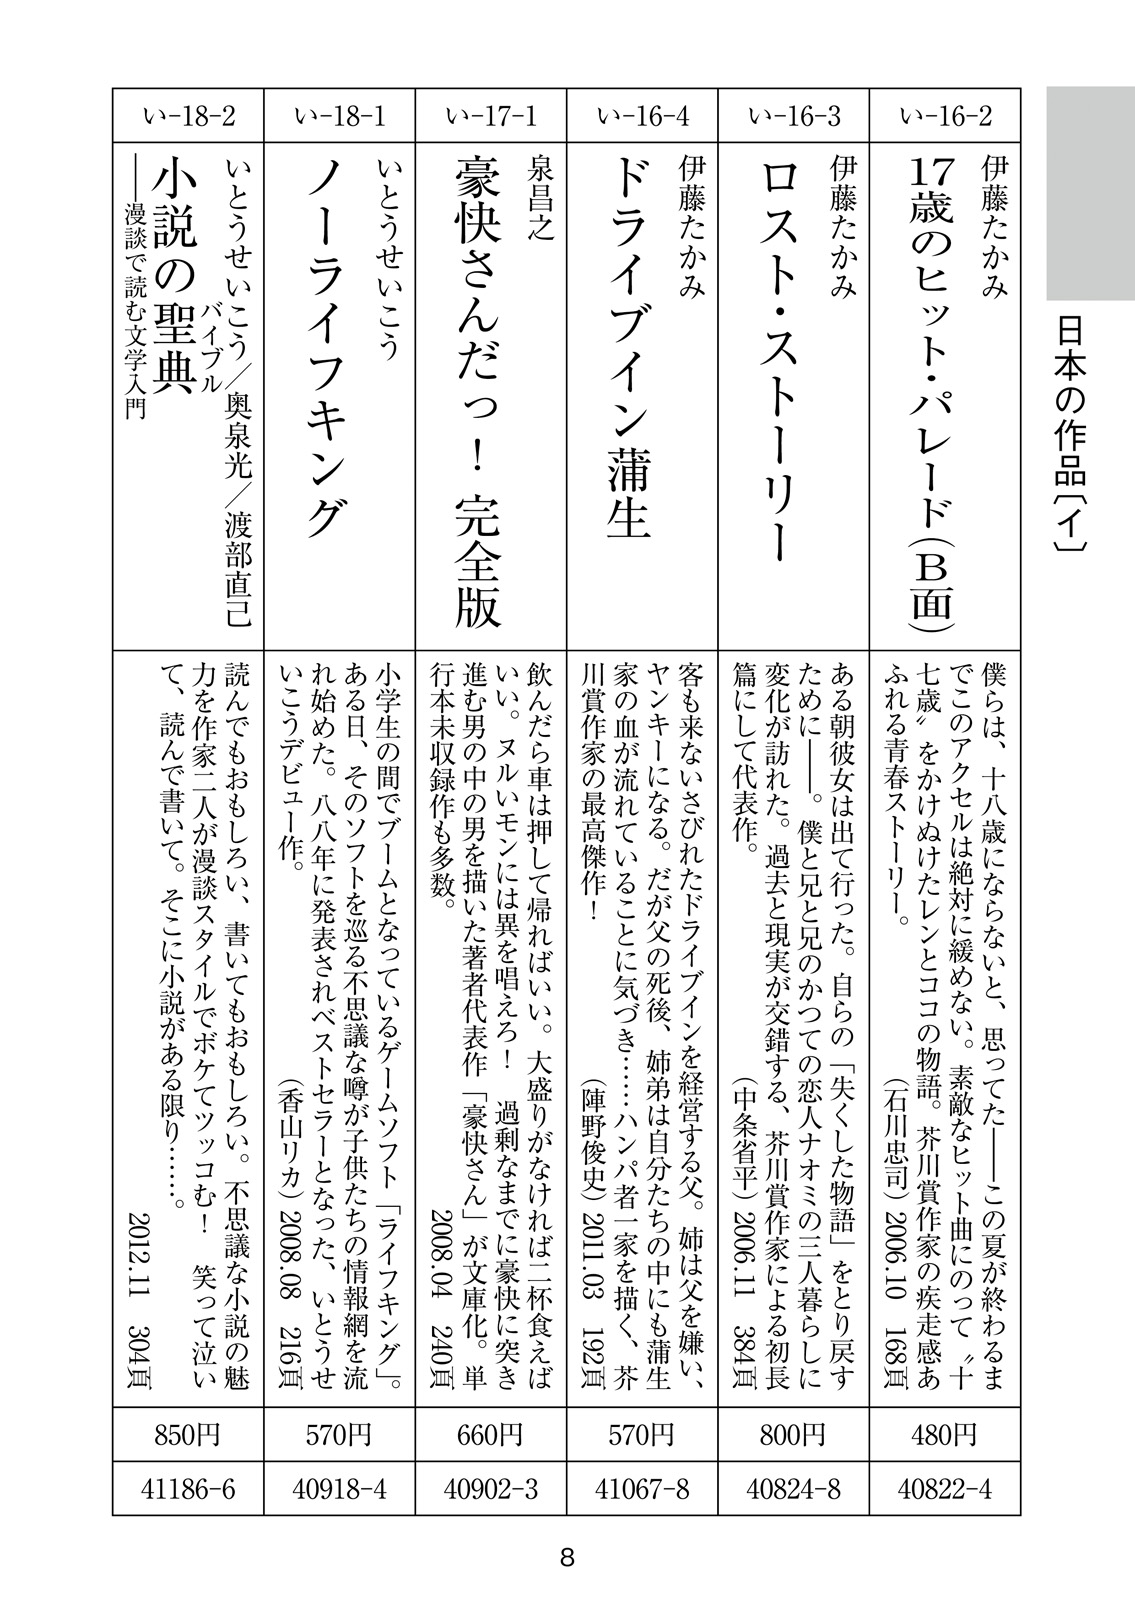 日本の作品〔イ〕
い-16-2
伊藤たかみ
17歳のヒット・パレード（B面）
僕らは、十八歳にならないと、思ってた――この夏が終わるま
でこのアクセルは絶対に緩めない。素敵なヒット曲にのって〝十
七歳〟をかけぬけたレンとココの物語。芥川賞作家の疾走感あ
ふれる青春ストーリー。　（石川忠司）2006.10　168頁
480円
40822-4
い-16-3
伊藤たかみ
ロスト・ストーリー
ある朝彼女は出て行った。自らの「失くした物語」をとり戻す
ために――。僕と兄と兄のかつての恋人ナオミの三人暮らしに
変化が訪れた。過去と現実が交錯する、芥川賞作家による初長
篇にして代表作。　（中条省平）2006.11　384頁
800円
40824-8
い-16-4
伊藤たかみ
ドライブイン蒲生
客も来ないさびれたドライブインを経営する父。姉は父を嫌い、
ヤンキーになる。だが父の死後、姉弟は自分たちの中にも蒲生
家の血が流れていることに気づき……ハンパ者一家を描く、芥
川賞作家の最高傑作！　（陣野俊史）2011.03　192頁
570円
41067-8
い-17-1
泉昌之
豪快さんだっ！　完全版
飲んだら車は押して帰ればいい。大盛りがなければ二杯食えば
いい。ヌルいモンには異を唱えろ！　過剰なまでに豪快に突き
進む男の中の男を描いた著者代表作「豪快さん」が文庫化。単
行本未収録作も多数。　2008.04　240頁
660円
40902-3
い-18-1
いとうせいこう
ノーライフキング
小学生の間でブームとなっているゲームソフト「ライフキング」。
ある日、そのソフトを巡る不思議な噂が子供たちの情報網を流
れ始めた。八八年に発表されベストセラーとなった、いとうせ
いこうデビュー作。　（香山リカ）2008.08　216頁
570円
40918-4
い-18-2
いとうせいこう／奥泉光／渡部直己
バイブル
小説の聖典
――漫談で読む文学入門
読んでもおもしろい、書いてもおもしろい。不思議な小説の魅
力を作家二人が漫談スタイルでボケてツッコむ！　笑って泣い
て、読んで書いて。そこに小説がある限り……。
2012.11　304頁
850円
41186-6
8